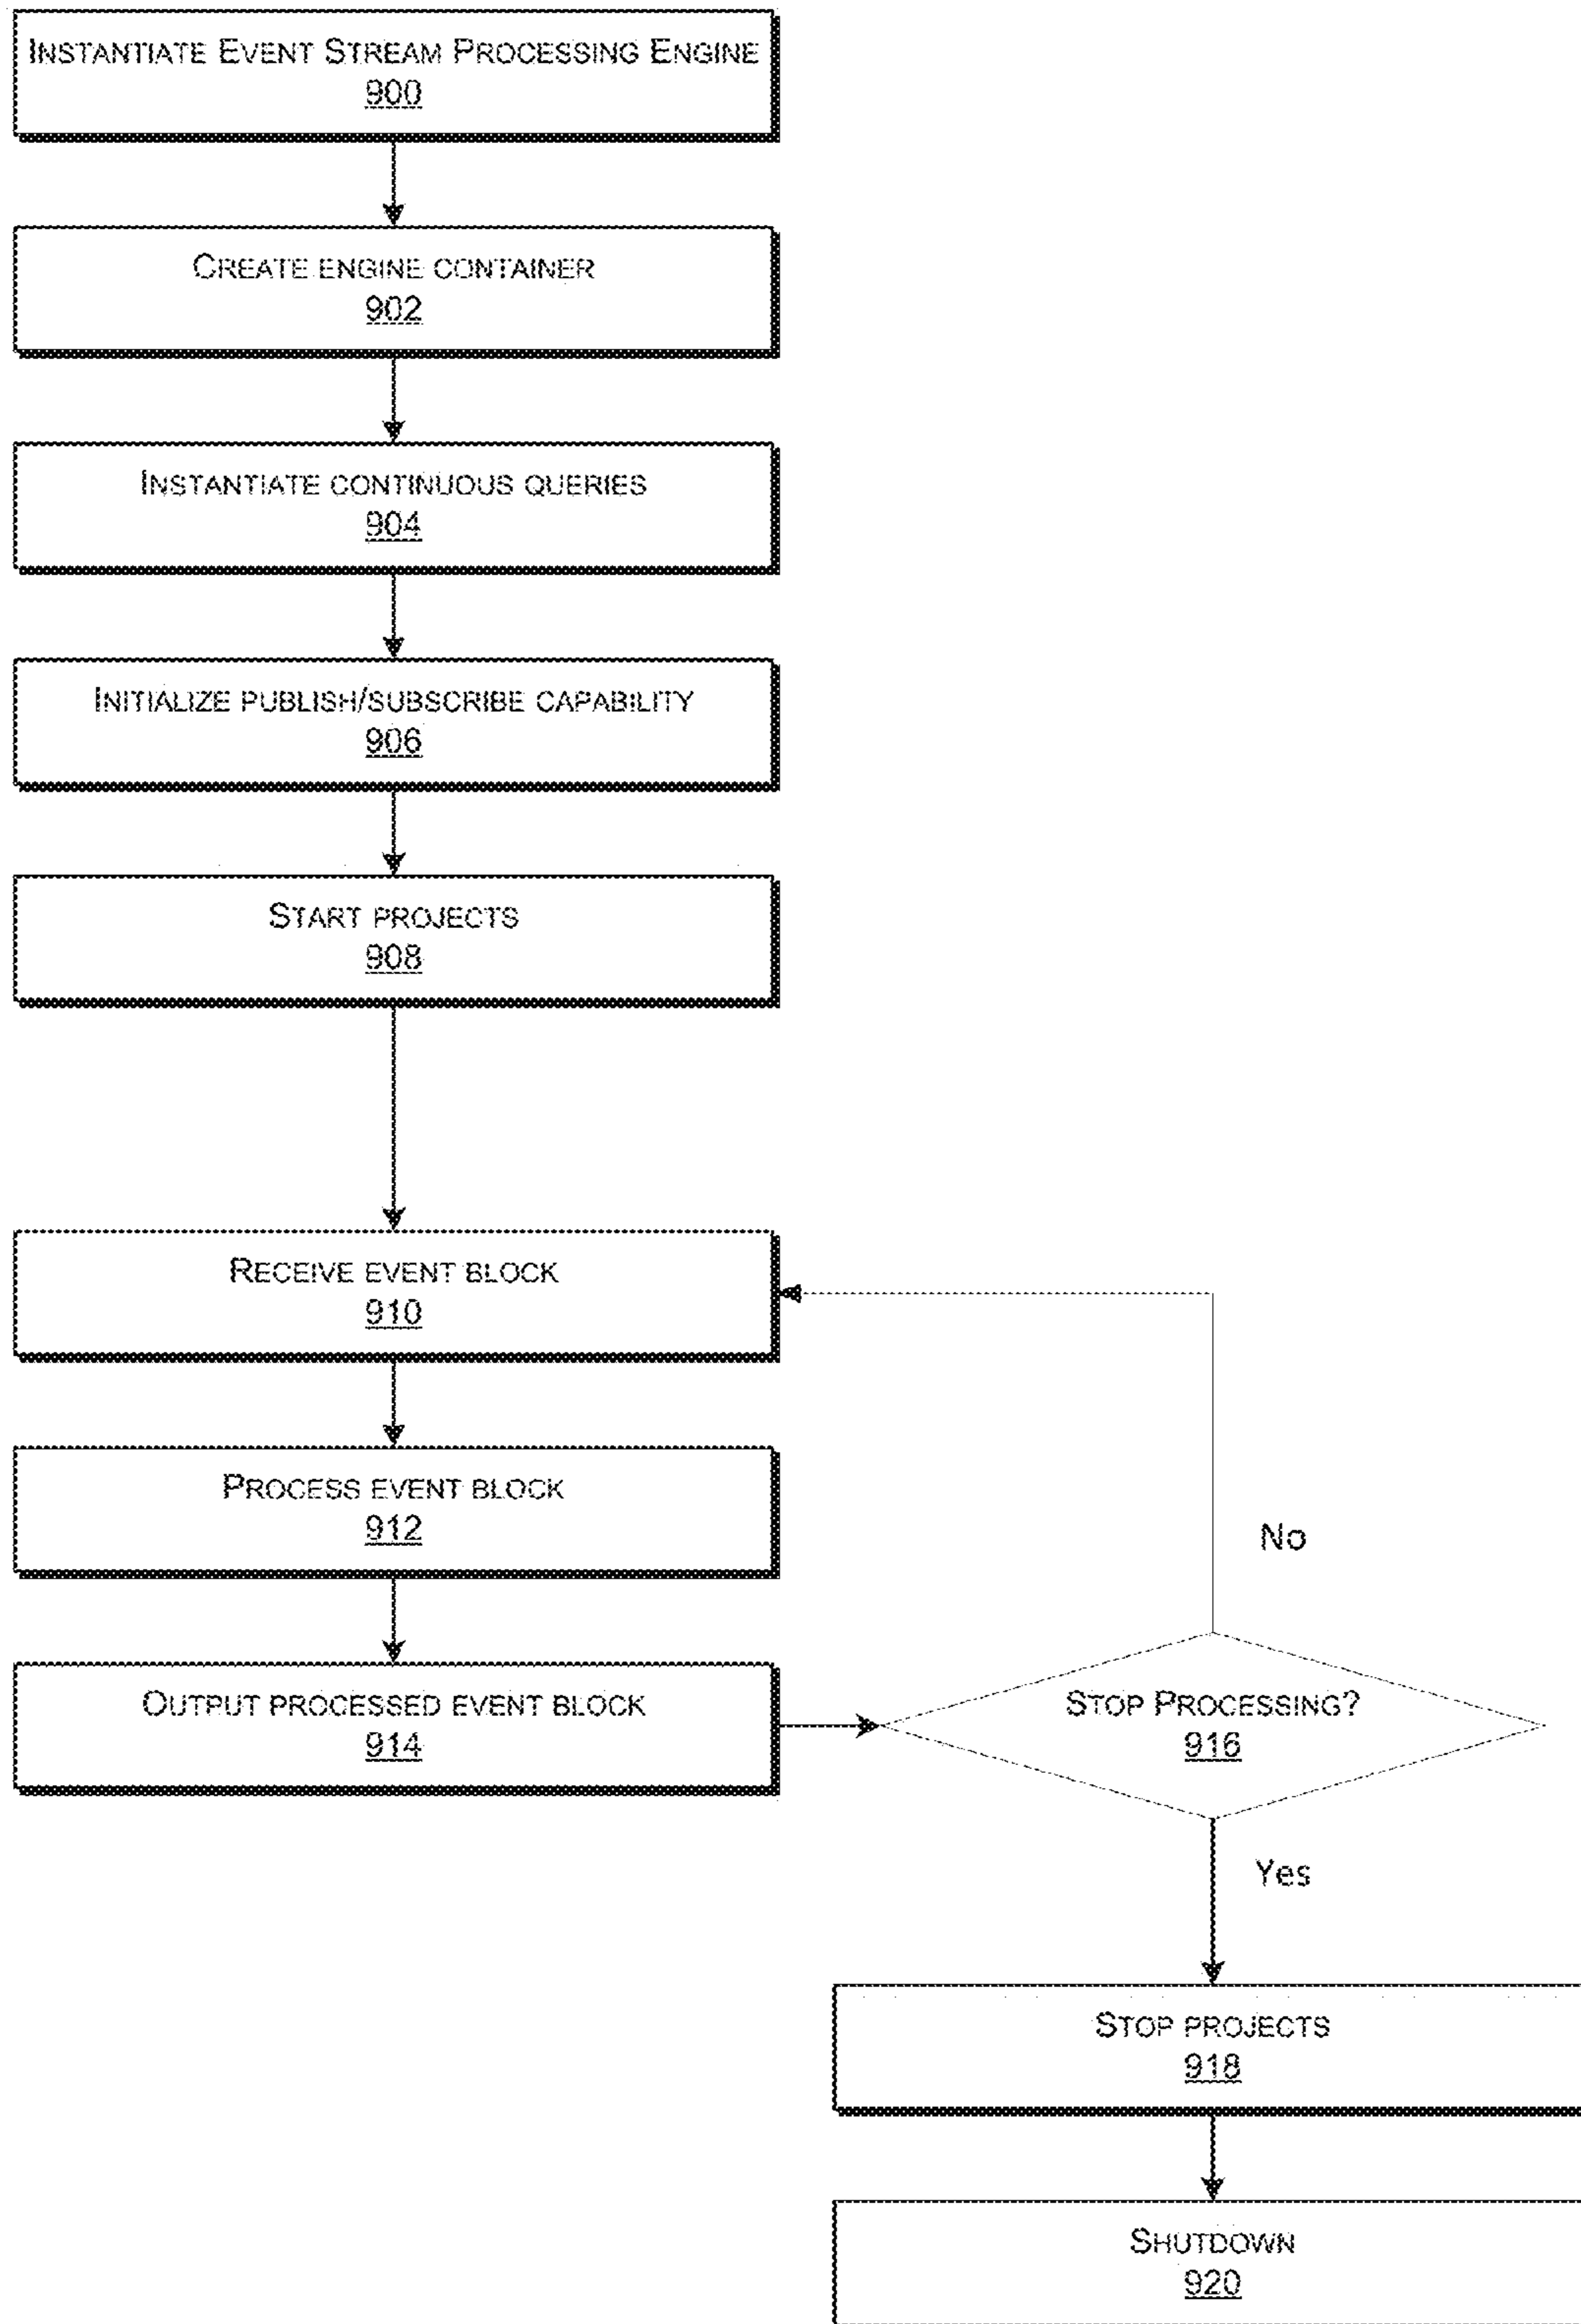 INSTANTIATE EVENT STREAM PROCESSING ENGINE
900
CREATE ENGINE CONTAINER
902
INSTANTIATE CONTINUOUS QUERIES
904
INITIALIZE PUBLISH/SUBSCRIBE CAPABILITY
906
START PROJECTS
908
RECEIVE EVENT BLOCK
910
PROCESS EVENT BLOCK
912
No
OUTPUT PROCESSED EVENT BLOCK
914
STOP PROCESSING?
916
Yes
STOP PROJECTS
918
SHUTDOWN
920